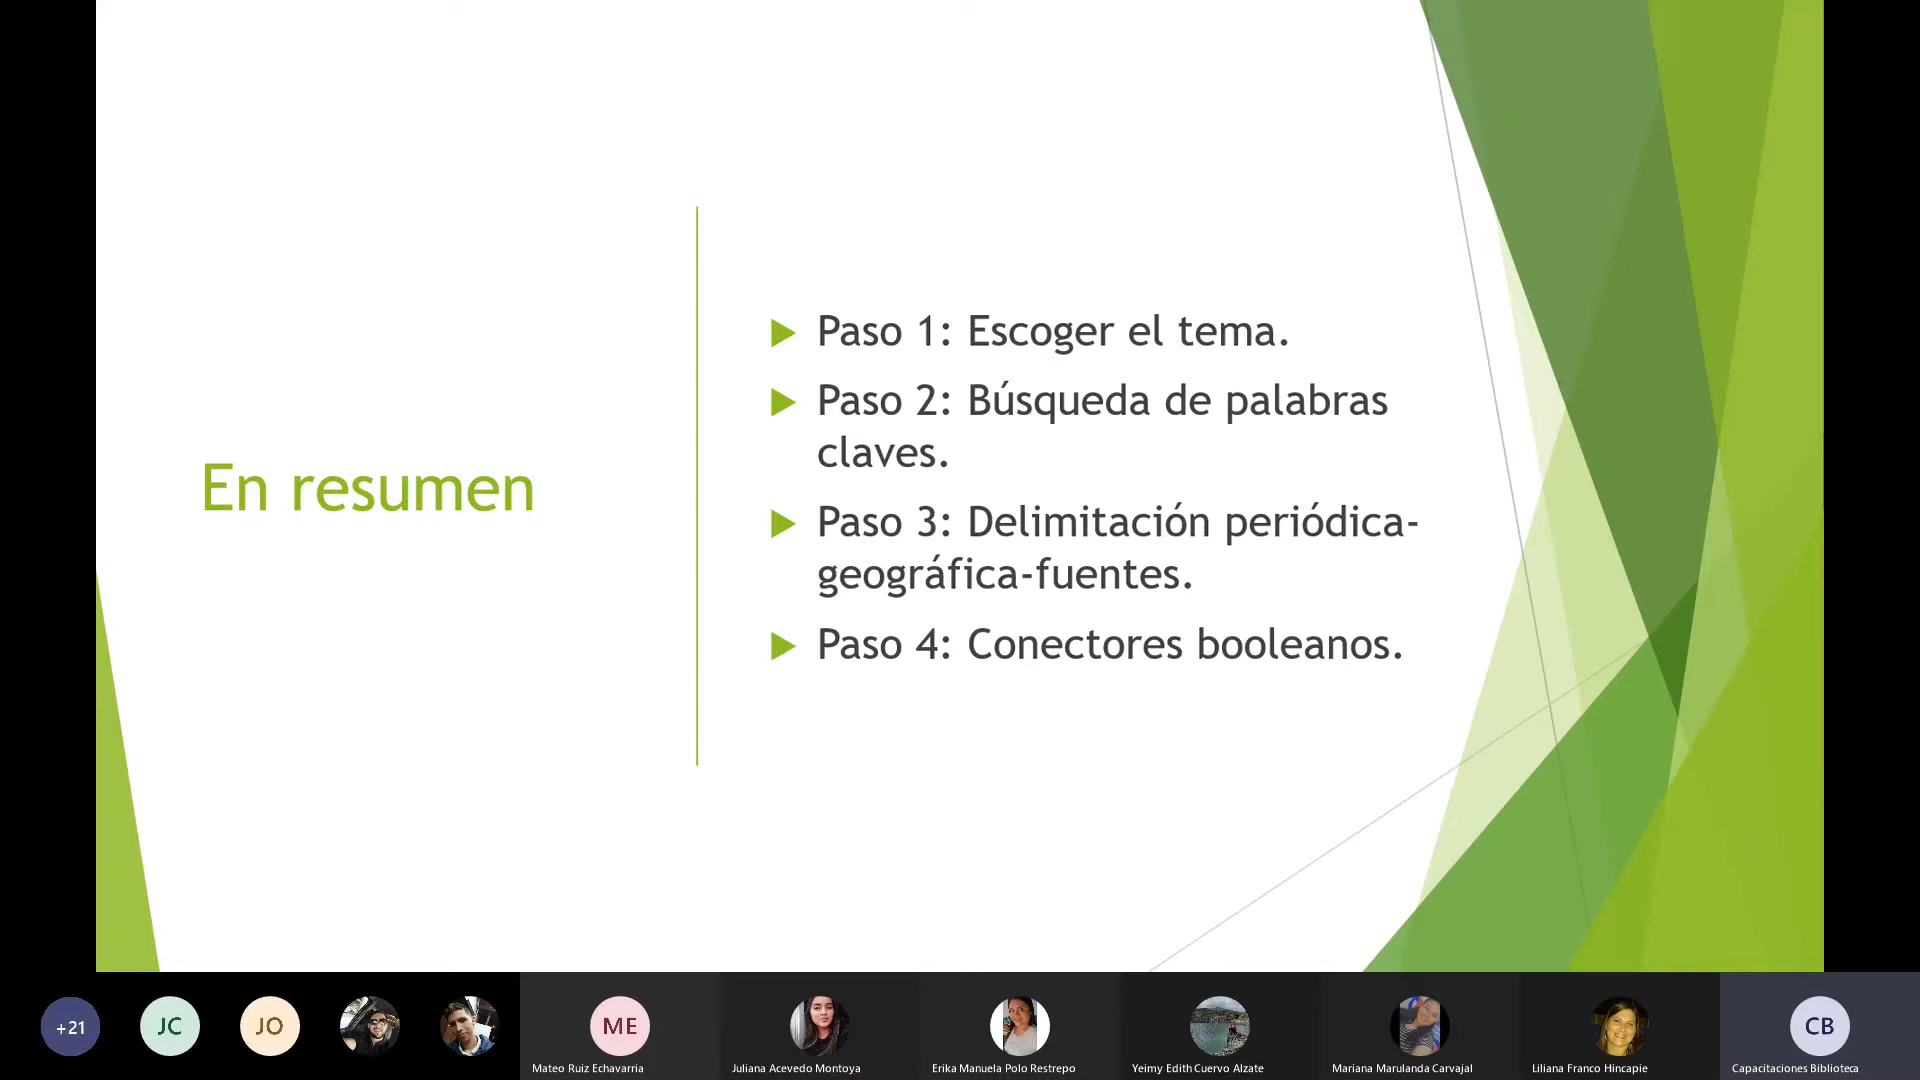 En resumen
Paso 1: Escoger el tema.
Paso 2: Búsqueda de palabras
claves.
Paso 3: Delimitación periódica-
geográfica-fuentes.
Paso 4: Conectores booleanos.
+21
JC
JO
ME
CB
Mateo Ruiz Echavarria
Juliana Acevedo Montoya
Erika Manuela Polo Restrepo
Yeimy Edith Cuervo Alzate
Mariana Marulanda Carvajal
Liliana Franco Hincapie
Capacitaciones Biblioteca